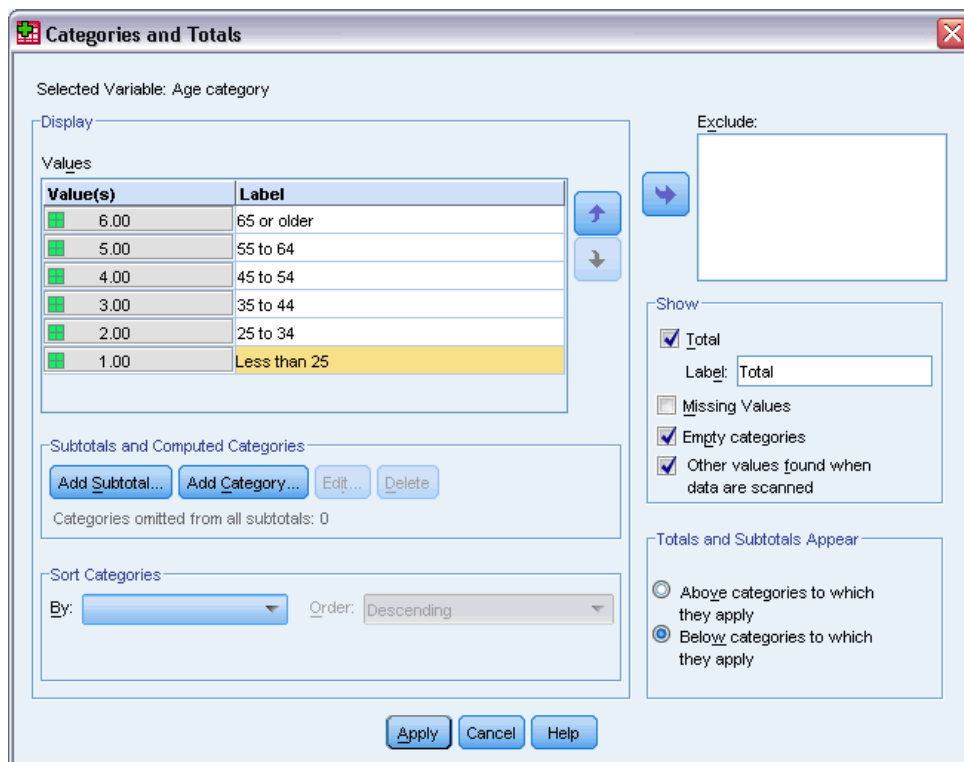 Categories and Totals
Selected Variable: Age category
Display
Values
Value(s) Label
6.00 65 or older
5.00 55 to 64
4.00 45 to 54
3.00 35 to 44
2.00 25 to 34
1.00 Less than 25
Subtotals and Computed Categories
Add Subtotal... Add Category... Edit... Delete
Categories omitted from all subtotals: 0
Sort Categories
By: Order: Descending
Exclude:
Show
Total
Label: Total
Missing Values
Empty categories
Other values found when
data are scanned
Totals and Subtotals Appear
Above categories to which
they apply
Below categories to which
they apply
Apply Cancel Help